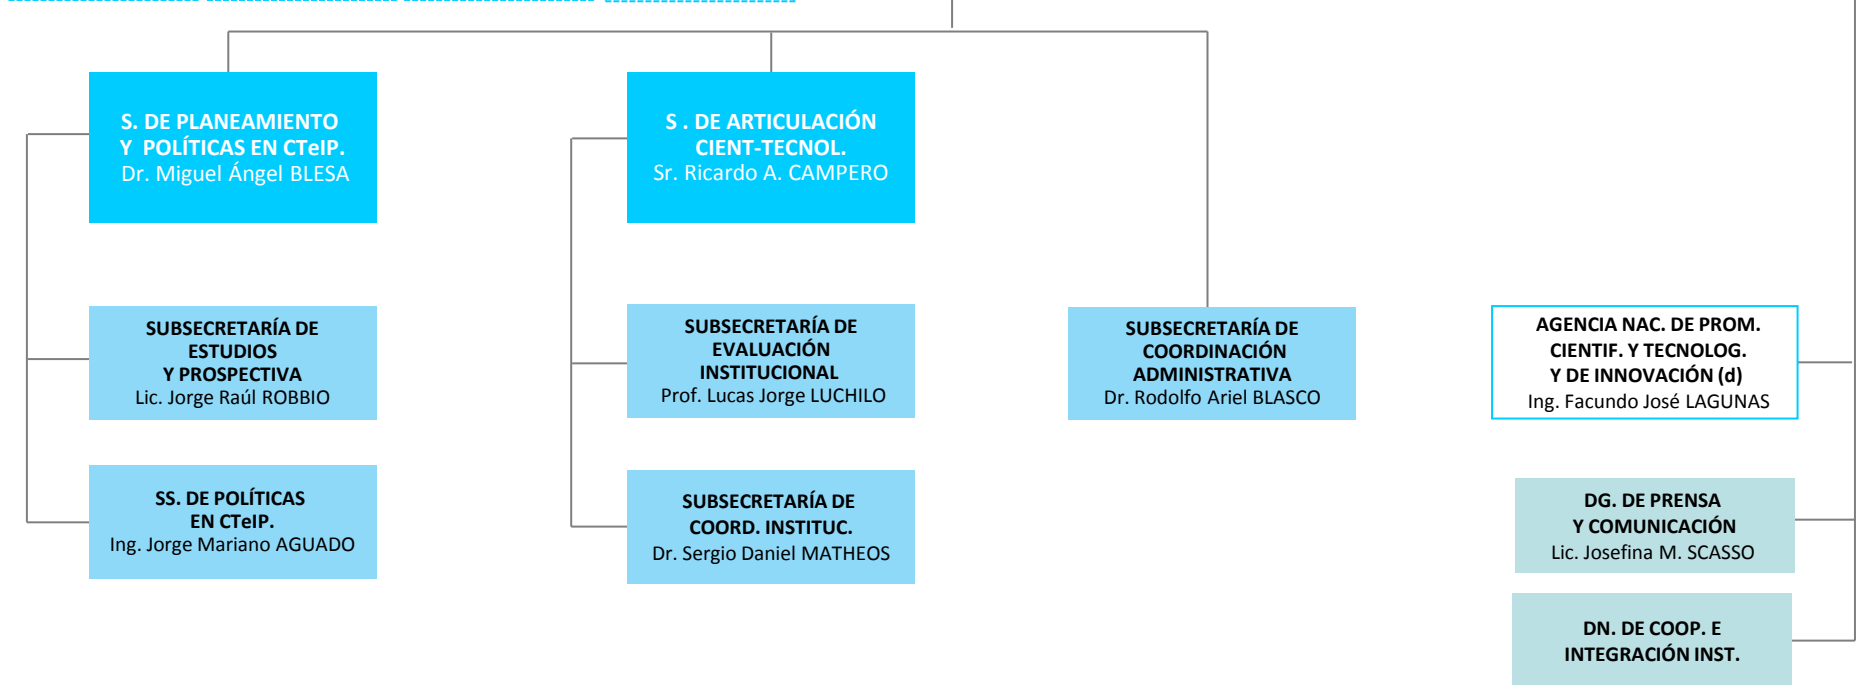 S. DE PLANEAMIENTO
Y POLÍTICAS EN CTeIP.
Dr. Miguel Ángel BLESA
S . DE ARTICULACIÓN
CIENT-TECNOL.
Sr. Ricardo A. CAMPERO
SUBSECRETARÍA DE
ESTUDIOS
Y PROSPECTIVA
Lic. Jorge Raúl ROBBIO
SUBSECRETARÍA DE
EVALUACIÓN
INSTITUCIONAL
Prof. Lucas Jorge LUCHILO
SUBSECRETARÍA DE
COORDINACIÓN
ADMINISTRATIVA
Dr. Rodolfo Ariel BLASCO
AGENCIA NAC. DE PROM.
CIENTIF. Y TECNOLOG.
Y DE INNOVACIÓN (d)
Ing. Facundo José LAGUNAS
SS. DE POLÍTICAS
EN CTeIP.
Ing. Jorge Mariano AGUADO
SUBSECRETARÍA DE
COORD. INSTITUC.
Dr. Sergio Daniel MATHEOS
DG. DE PRENSA
Y COMUNICACIÓN
Lic. Josefina M. SCASSO
DN. DE COOP. E
INTEGRACIÓN INST.